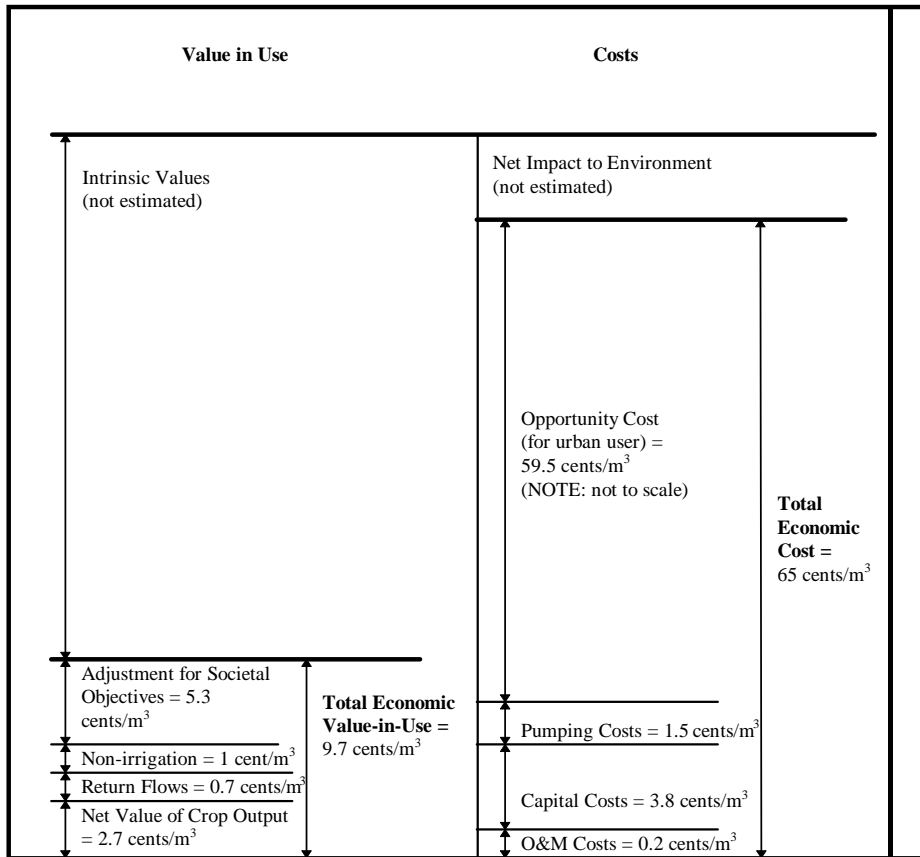 Value in Use
Costs
Intrinsic Values
(not estimated)
Net Impact to Environment
(not estimated)
Opportunity Cost
(for urban user) =
59.5 cents/m³
(NOTE: not to scale)
Total
Economic
Cost =
65 cents/m³
Adjustment for Societal
Objectives = 5.3
cents/m³
Total Economic
Value-in-Use =
9.7 cents/m³
Non-irrigation = 1 cent/m³
Return Flows = 0.7 cents/m³
Net Value of Crop Output
= 2.7 cents/m³
Pumping Costs = 1.5 cents/m³
Capital Costs = 3.8 cents/m³
O&M Costs = 0.2 cents/m³